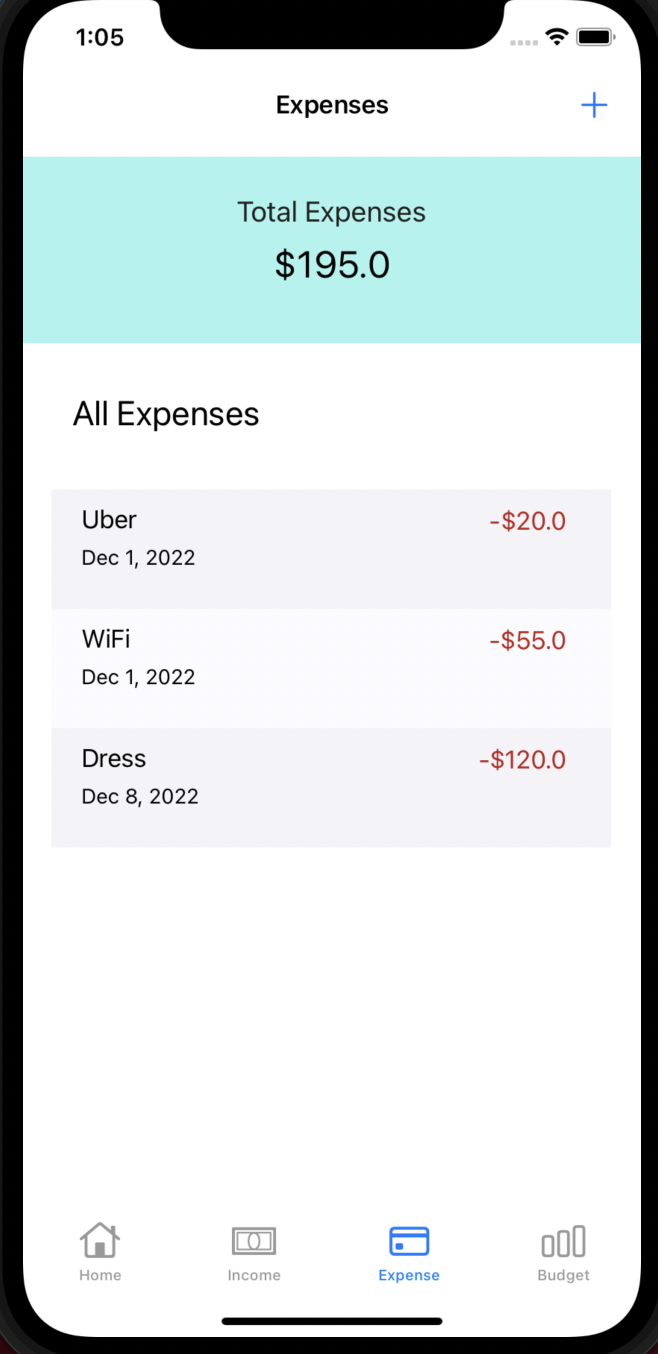 1:05
Expenses
Total Expenses
$195.0
All Expenses
Uber
-$20.0
Dec 1, 2022
WiFi
-$55.0
Dec 1, 2022
Dress
-$120.0
Dec 8, 2022
Home
Income
Expense
Budget